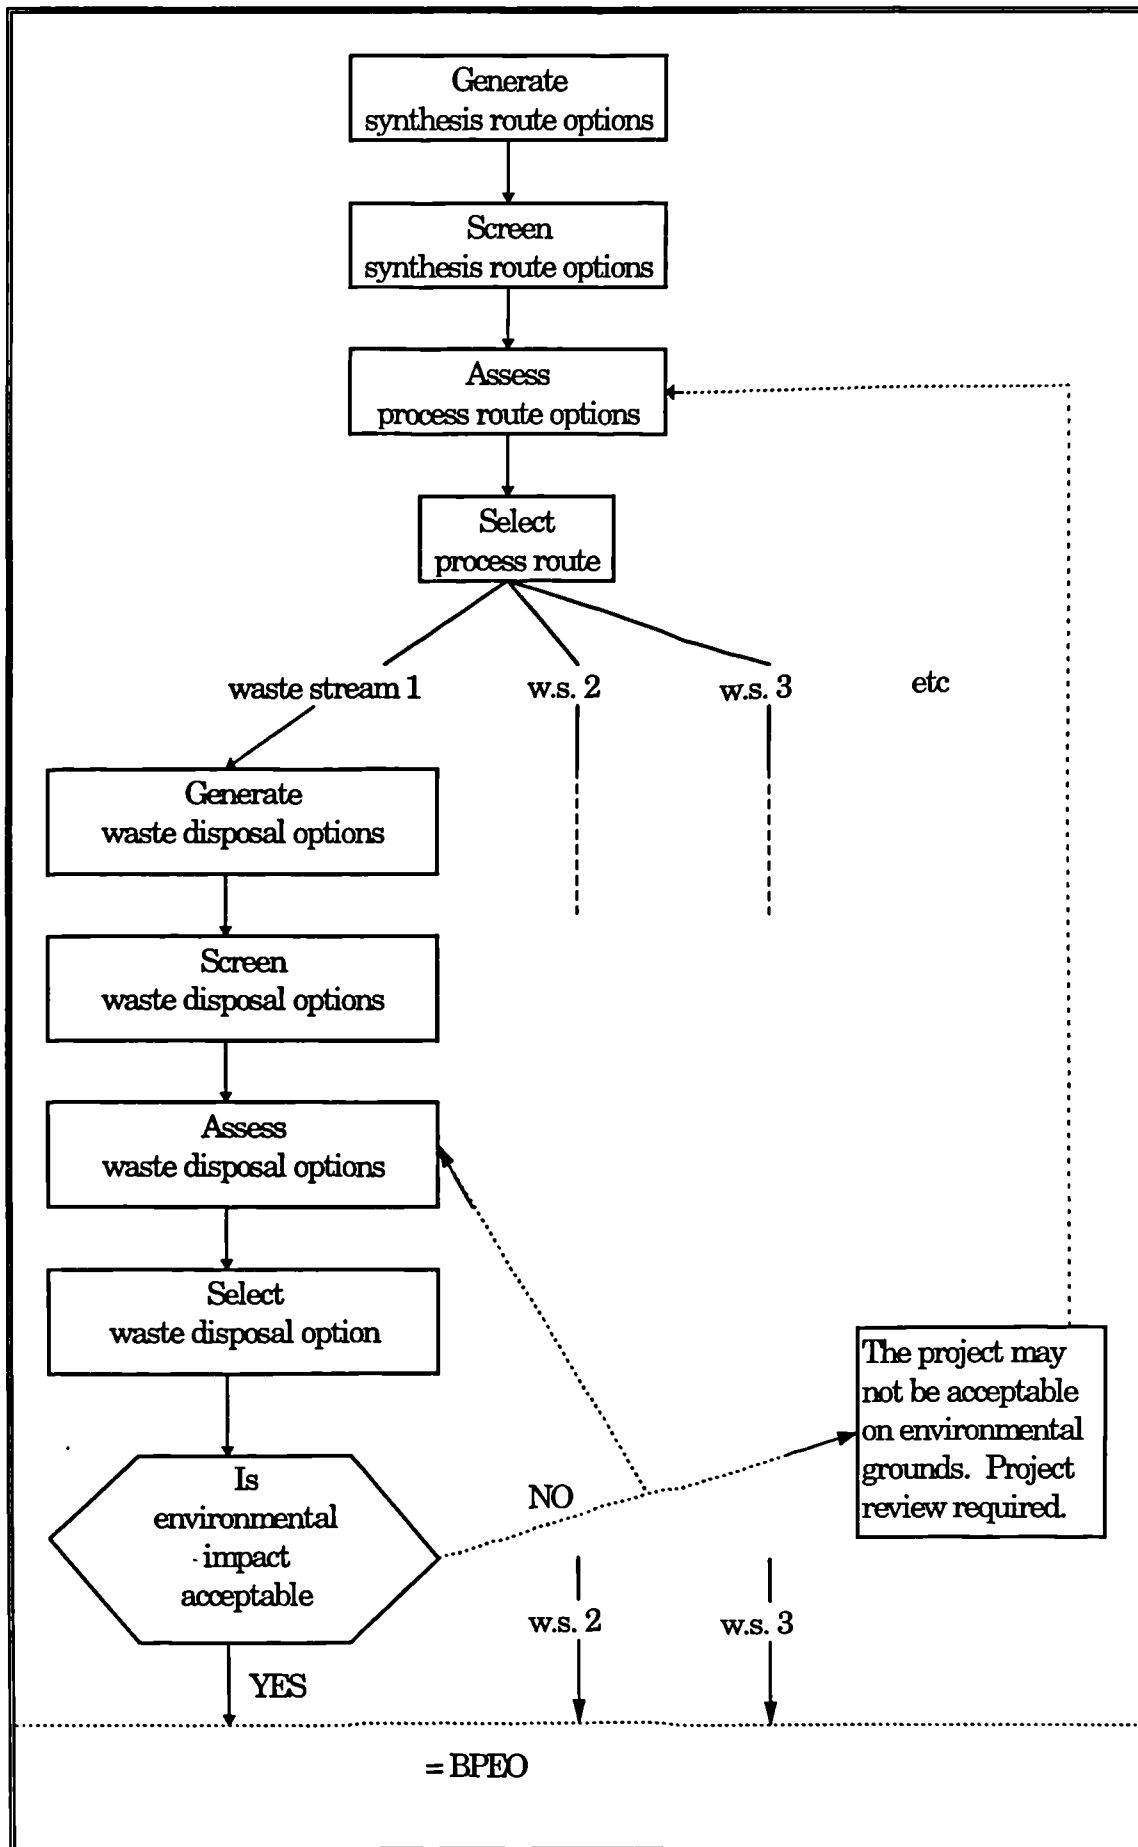 Generate
synthesis route options
Screen
synthesis route options
Assess
process route options
Select
process route
waste stream 1
w.s. 2
w.s. 3
etc
Generate
waste disposal options
Screen
waste disposal options
Assess
waste disposal options
Select
waste disposal option
The project may
not be acceptable
on environmental
grounds. Project
review required.
Is
environmental
impact
acceptable
NO
w.s. 2
w.s. 3
YES
= BPEO